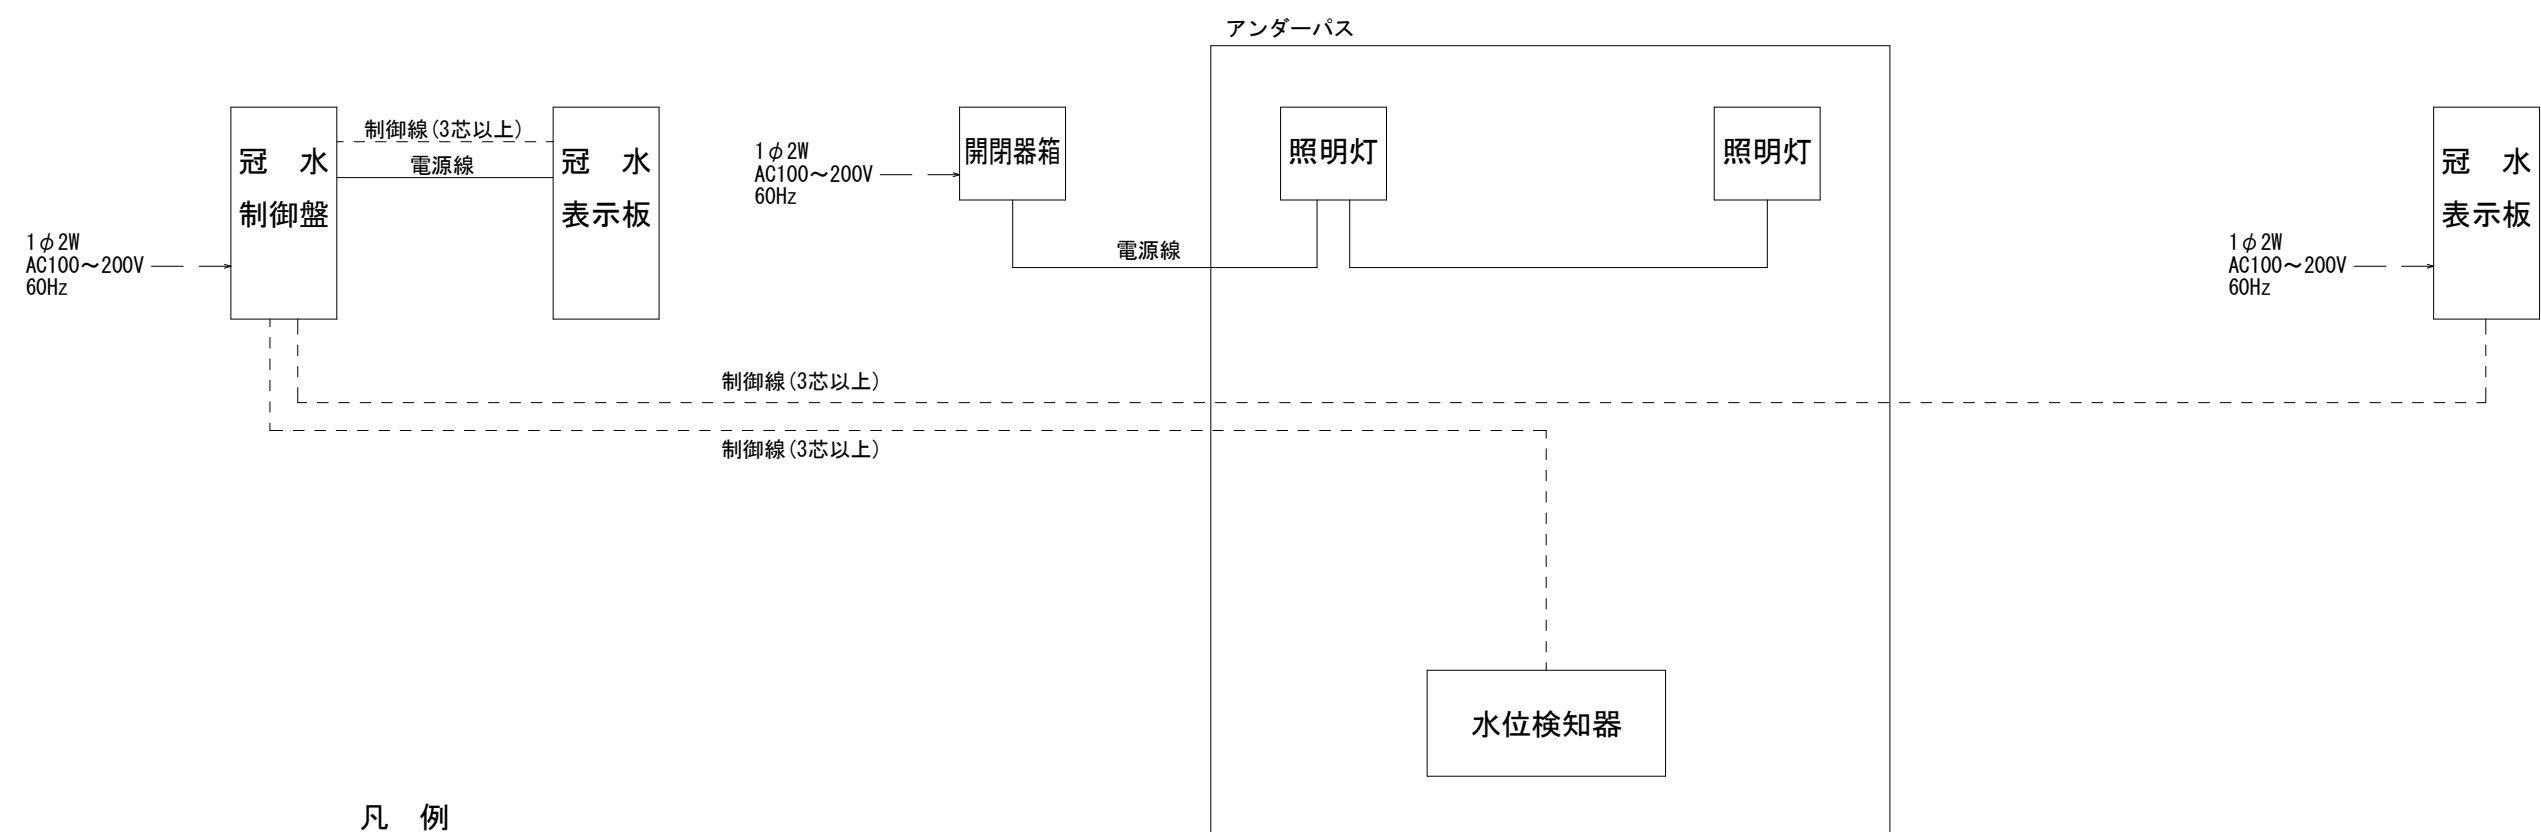 アンダーパス
制御線(3芯以上)
電源線
冠　水
制御盤
1φ2W
AC100～200V
60Hz
冠　水
表示板
1φ2W
AC100～200V
60Hz
開閉器箱
電源線
照明灯
照明灯
冠　水
表示板
1φ2W
AC100～200V
60Hz
制御線(3芯以上)
制御線(3芯以上)
水位検知器
凡　例